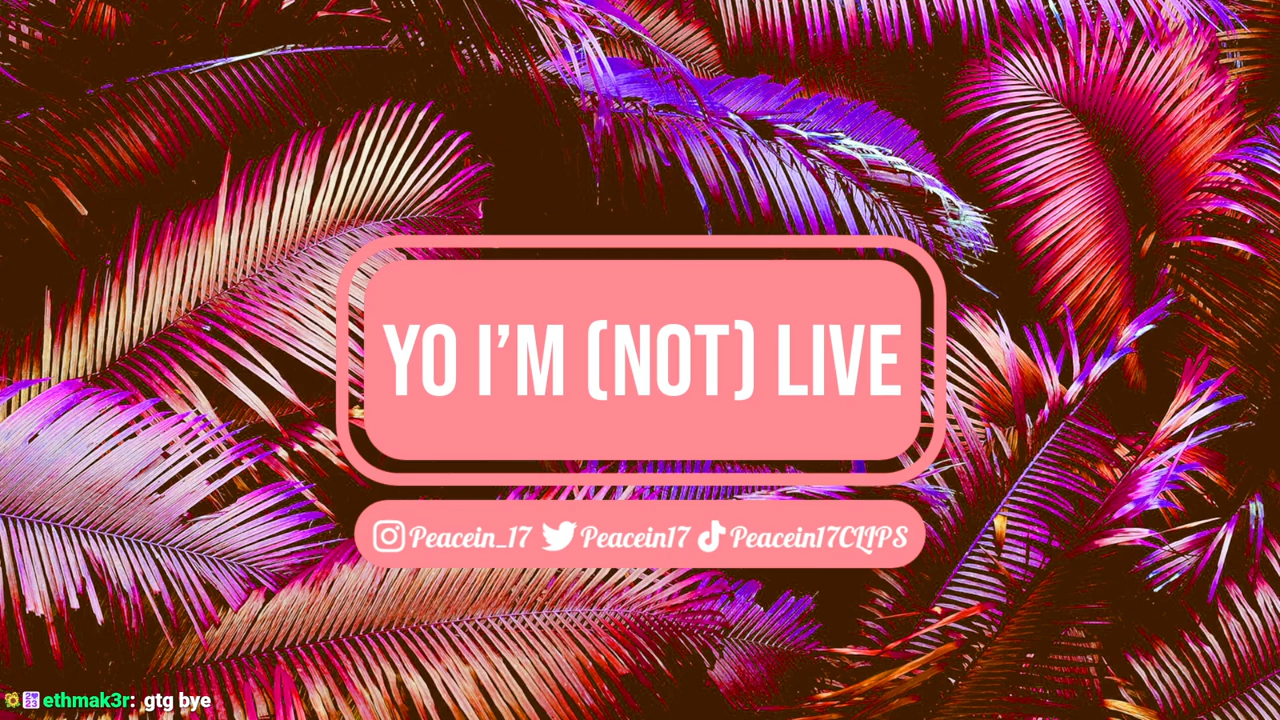 YO I'M (NOT) LIVE
Peacein_17 Peacein17 Peacein17CLIPS
ethmak3r: gtg bye